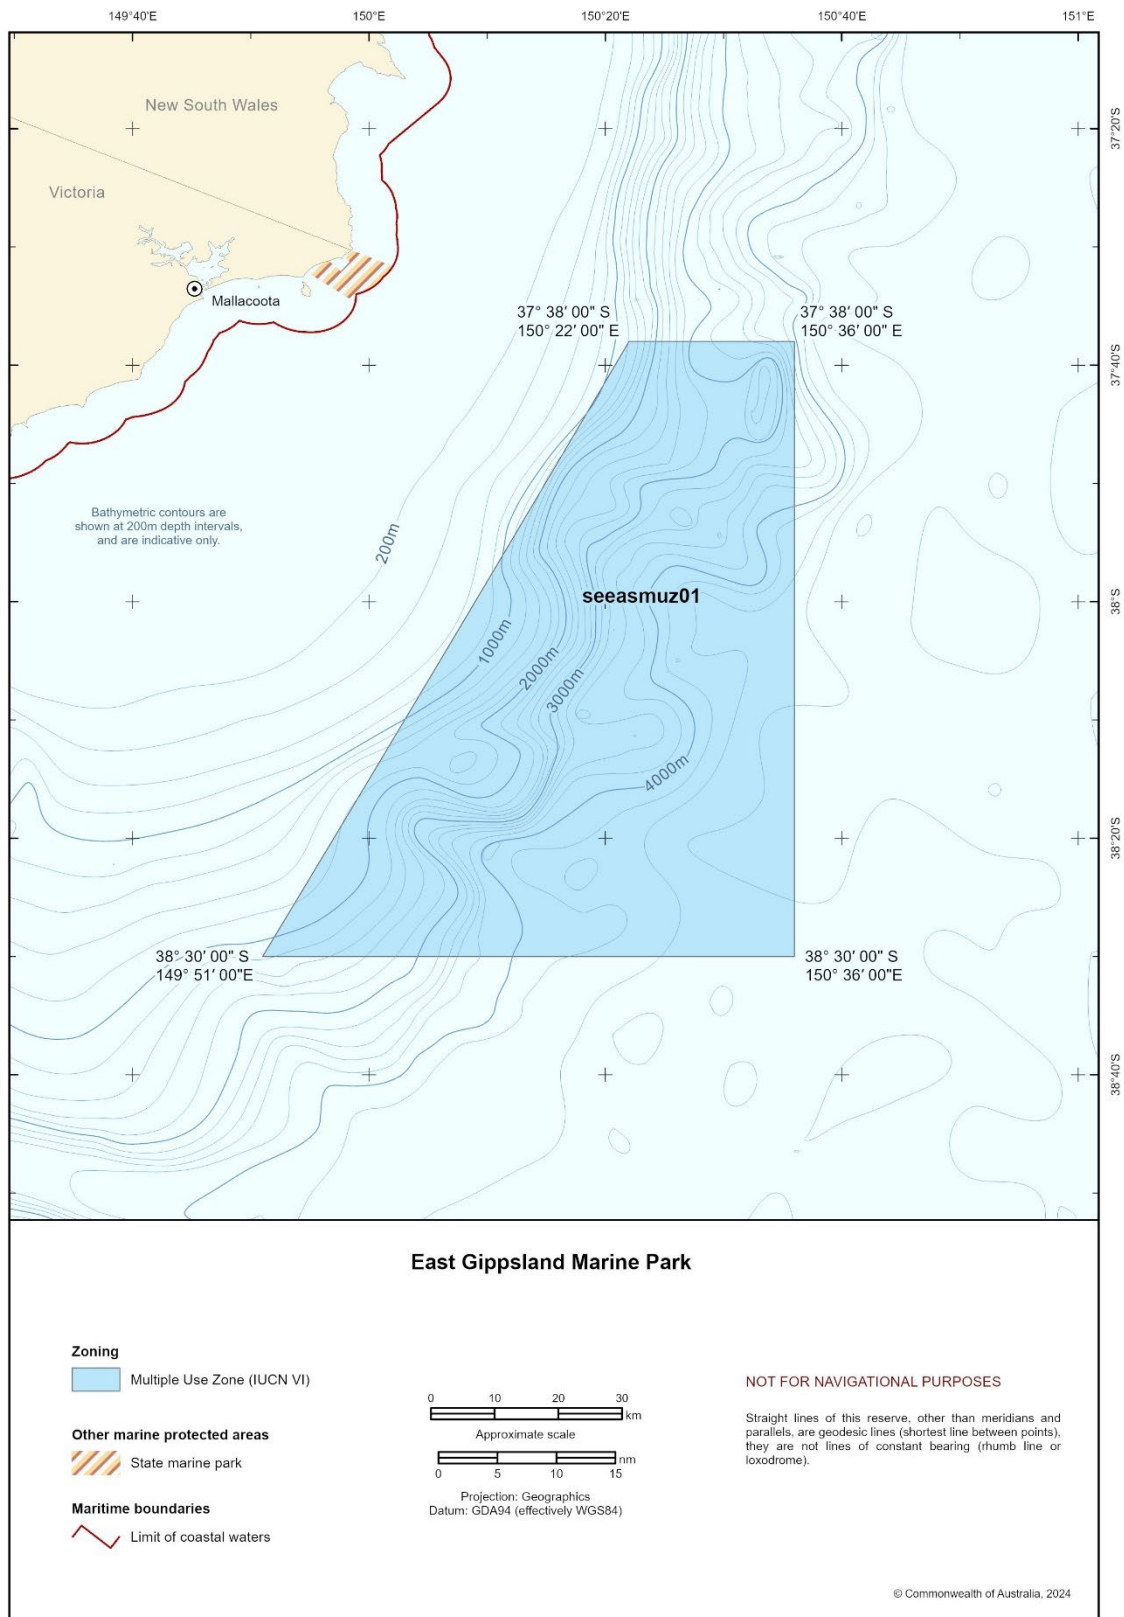 149°40'
150°E
150°20'
150°40'
151°E
New South Wales
37°20'S
Victoria
Mallacoota
37° 38′ 00″ S
150° 22′ 00″ E
37° 38′ 00″ S
150° 36′ 00″ E
37°40'S
Bathymetric contours are
shown at 200m depth intervals,
and are indicative only.
200m
seeasmuz01
38°S
1000m
2000m
3000m
4000m
38°20'S
38° 30′ 00″ S
149° 51′ 00″E
38° 30′ 00″ S
150° 36′ 00″E
38°40'S
East Gippsland Marine Park
Zoning
Multiple Use Zone (IUCN VI)
Other marine protected areas
State marine park
Maritime boundaries
Limit of coastal waters
0 10 20 30
km
Approximate scale
nm
0 5 10 15
Projection: Geographics
Datum: GDA94 (effectively WGS84)
NOT FOR NAVIGATIONAL PURPOSES
Straight lines of this reserve, other than meridians and
parallels, are geodesic lines (shortest line between points),
they are not lines of constant bearing (rhumb line or
loxodrome).
© Commonwealth of Australia, 2024